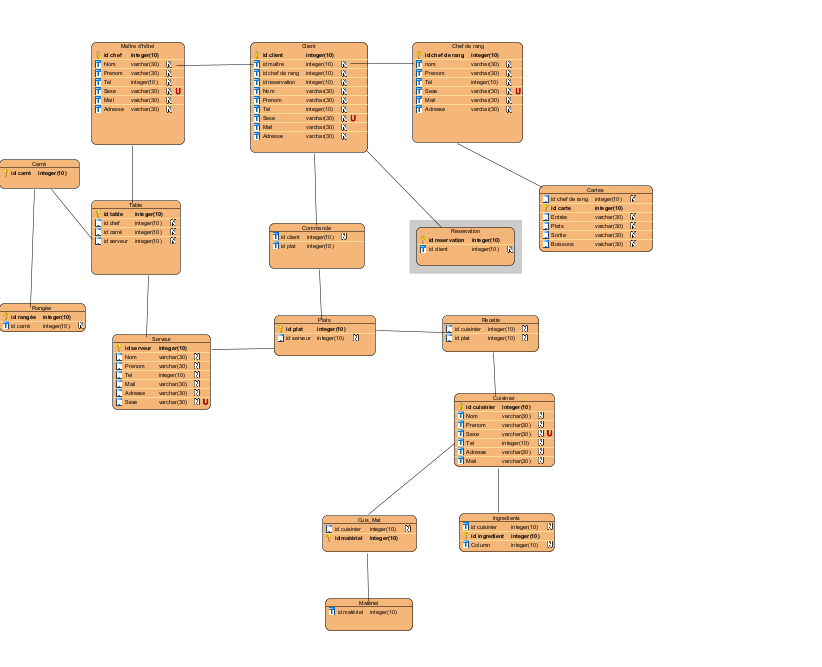 Maître d'hôtel
id chef integer(10)
Nom varchar(30) N
Prenom varchar(30) N
Tel integer(10) N
Sexe varchar(30) N U
Mail varchar(30) N
Adresse varchar(30) N
Client
id client integer(10)
id maître integer(10) N
id chef de rang integer(10) N
id reservation integer(10) N
Nom varchar(30) N
Prenom varchar(30) N
Tel integer(10) N
Sexe varchar(30) N U
Mail varchar(30) N
Adresse varchar(30) N
Chef de rang
id chef de rang integer(10)
nom varchar(30) N
Prenom varchar(30) N
Tel integer(10) N
Sexe varchar(30) N U
Mail varchar(30) N
Adresse varchar(30) N
Carré
id carré integer(10)
Table
id table integer(10)
id chef integer(10) N
id carré integer(10) N
id serveur integer(10) N
Cartes
id chef de rang integer(10) N
id carte integer(10)
Entrée varchar(30) N
Plats varchar(30) N
Sortie varchar(30) N
Boissons varchar(30) N
Commande
id client integer(10) N
id plat integer(10)
Reservation
id reservation integer(10)
id client integer(10) N
Rangée
id rangée integer(10)
id carré integer(10) N
Serveur
id serveur integer(10)
Nom varchar(30) N
Prenom varchar(30) N
Tel integer(10) N
Mail varchar(30) N
Adresse varchar(30) N
Sexe varchar(30) N U
Plats
id plat integer(10)
id serveur integer(10) N
Recette
id cuisinier integer(10) N
id plat integer(10) N
Cuisinier
id cuisinier integer(10)
Nom varchar(30) N
Prenom varchar(30) N
Sexe varchar(30) N U
Tel integer(10) N
Adresse varchar(30) N
Mail varchar(30) N
Cuis_Mat
id cuisinier integer(10) N
id matériel integer(10)
Ingredients
id cuisinier integer(10) N
id ingredient integer(10)
Column integer(10) N
Matériel
id matériel integer(10)